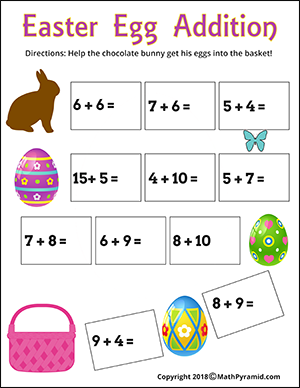 Easter Egg Addition
Directions: Help the chocolate bunny get his eggs into the basket!
6 + 6 = 7 + 6 = 5 + 4 =
15+ 5 = 4 + 10 = 5 + 7 =
7 + 8 = 6 + 9 = 8 + 10
9 + 4 = 8 + 9 =
Copyright 2018©MathPyramid.com